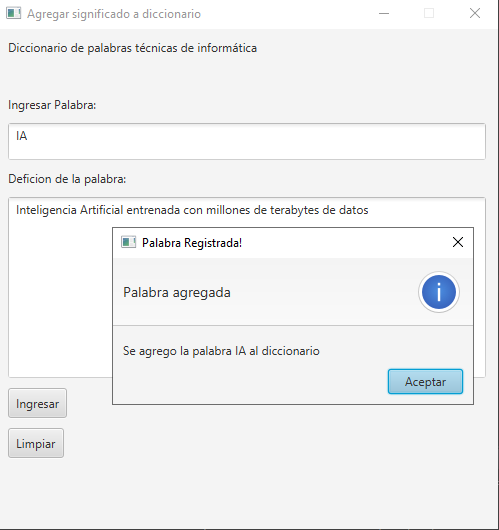 Agregar significado a diccionario
Diccionario de palabras técnicas de informática
Ingresar Palabra:
IA
Deficion de la palabra:
Inteligencia Artificial entrenada con millones de terabytes de datos
Palabra Registrada!
Palabra agregada
i
Se agrego la palabra IA al diccionario
Aceptar
Ingresar
Limpiar